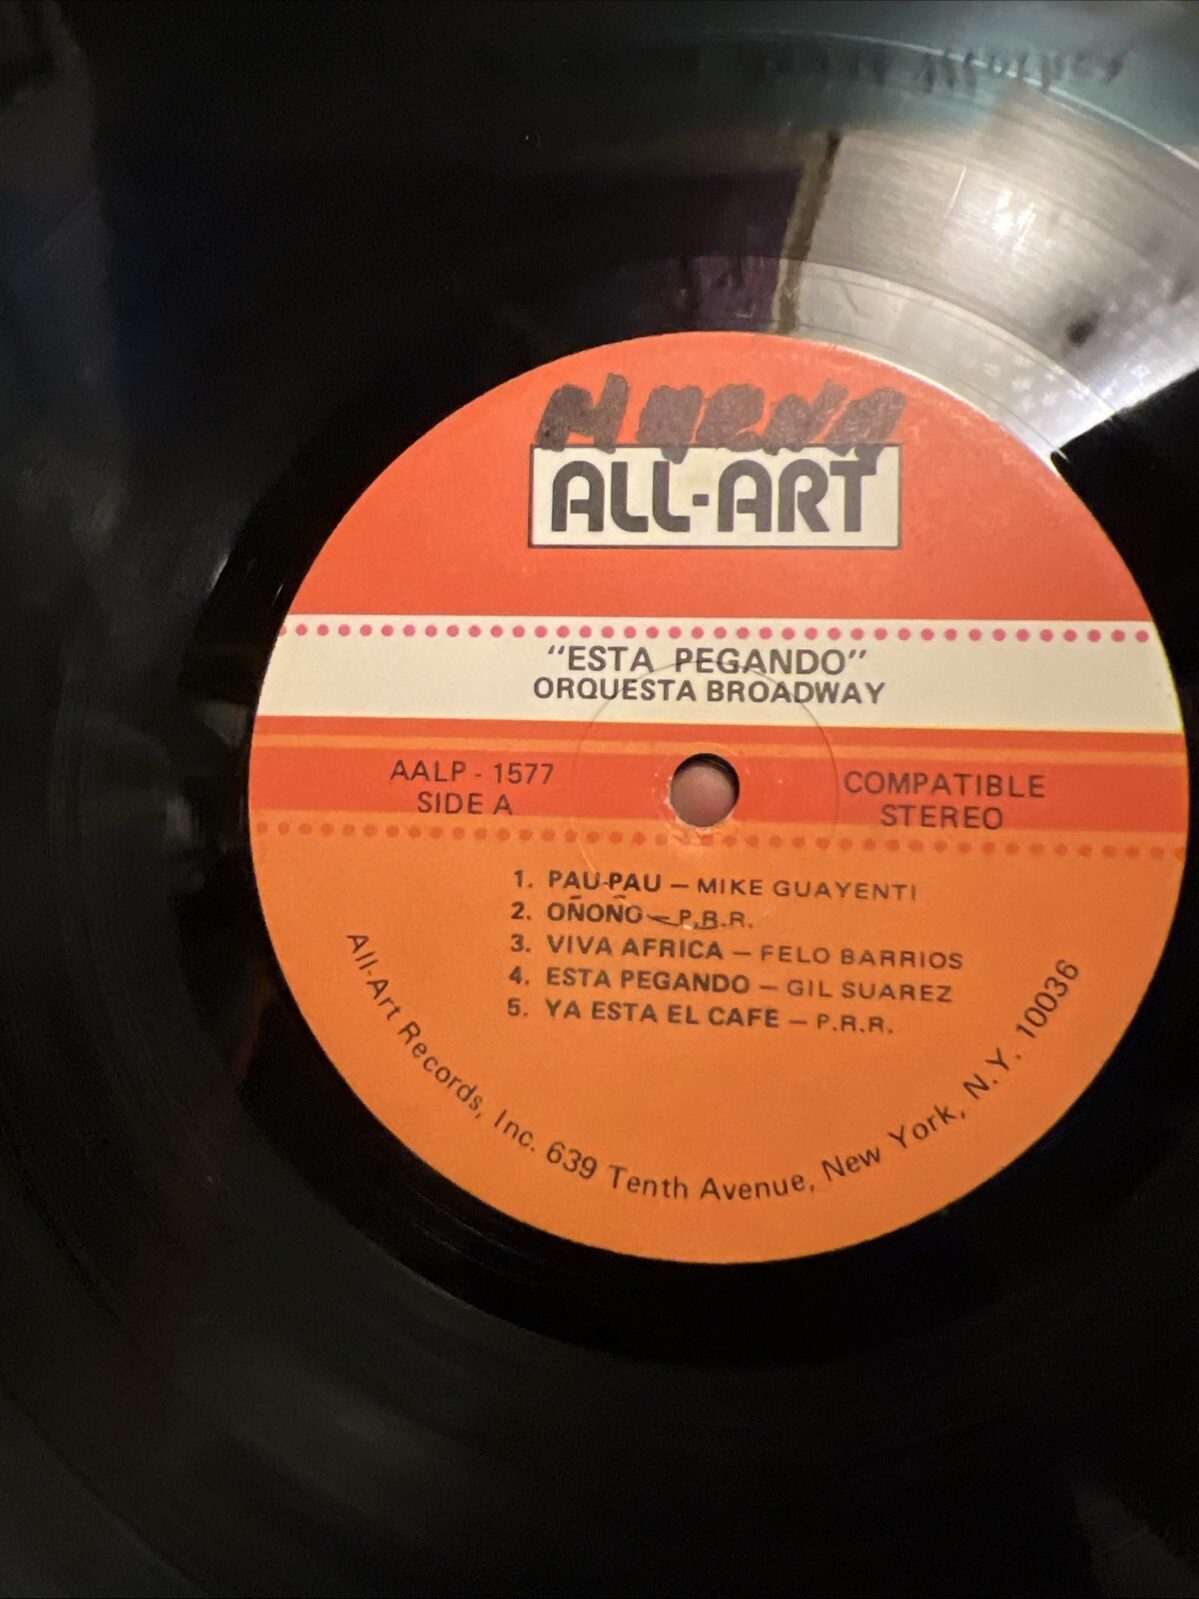 ALL-ART
"ESTA PEGANDO"
ORQUESTA BROADWAY
AALP - 1577
SIDE A
COMPATIBLE
STEREO
1. PAU-PAU — MIKE GUAYENTI
2. OÑOÑO — P.R.R.
3. VIVA AFRICA — FELO BARRIOS
4. ESTA PEGANDO — GIL SUAREZ
5. YA ESTA EL CAFE — P.R.R.
All-Art Records, Inc. 639 Tenth Avenue, New York, N.Y. 10036